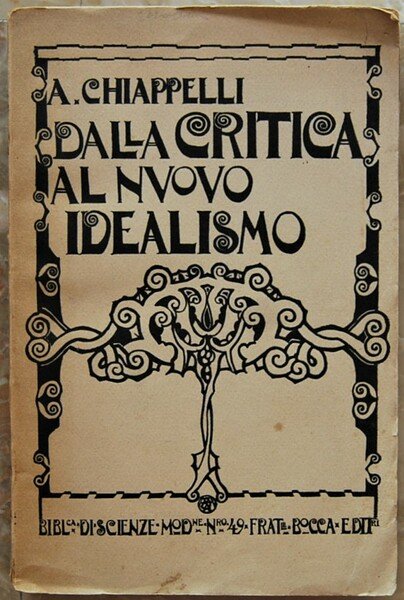 A. CHIAPPELLI
DALLA CRITICA
AL NVOVO
IDEALISMO
BIBL.CA DI SCIENZE MOD.NE N.RO 49 FRAT.LLI BOCCA EDIT.RI